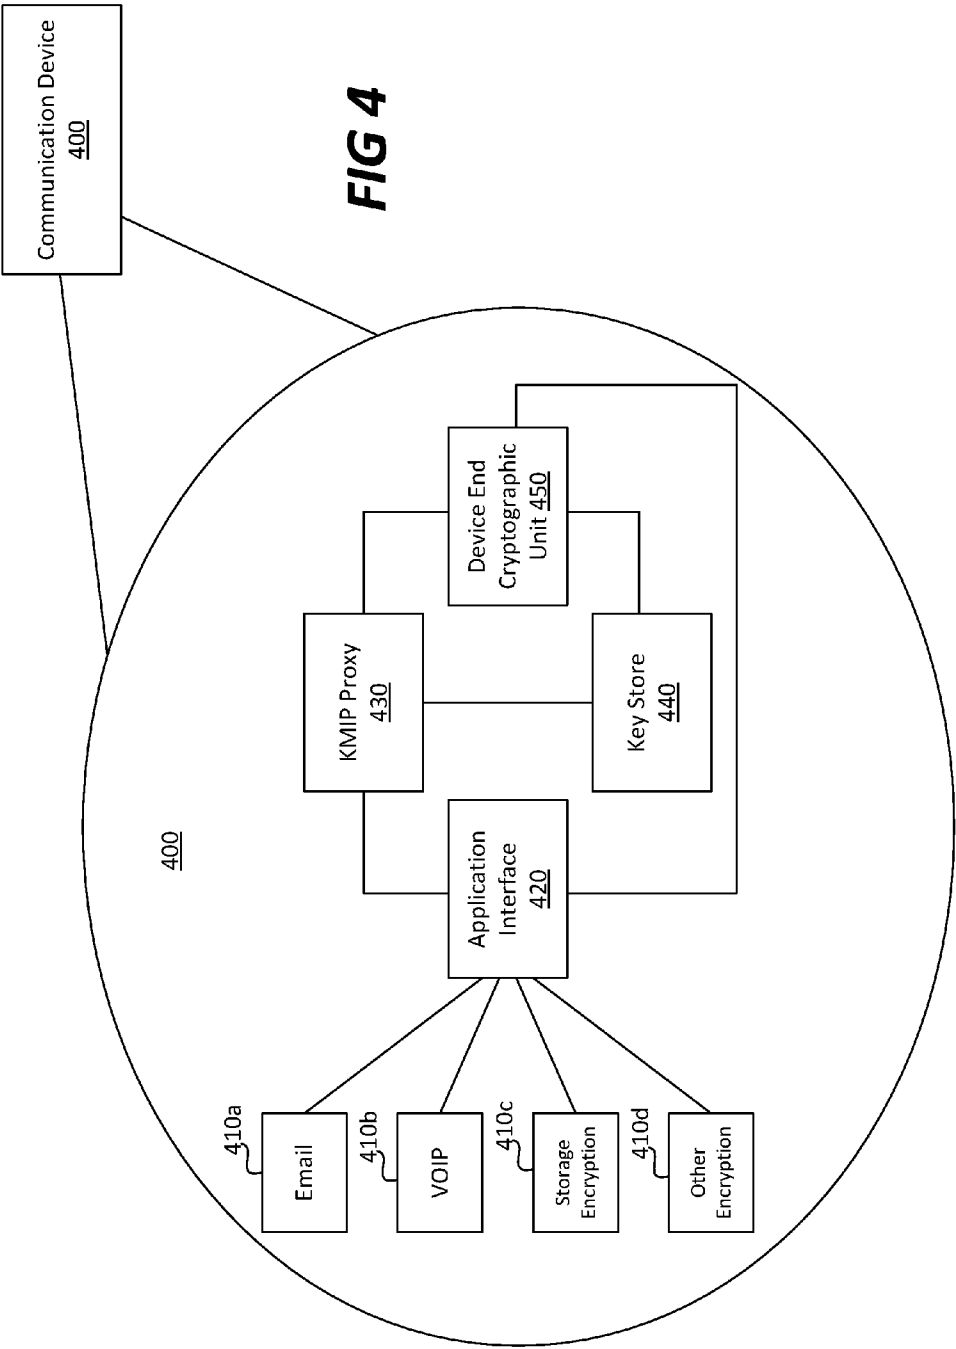 Communication Device
400
400
410a
Email
410b
VOIP
410c
Storage
Encryption
410d
Other
Encryption
Application
Interface
420
KMIP Proxy
430
Key Store
440
Device End
Cryptographic
Unit 450
FIG 4